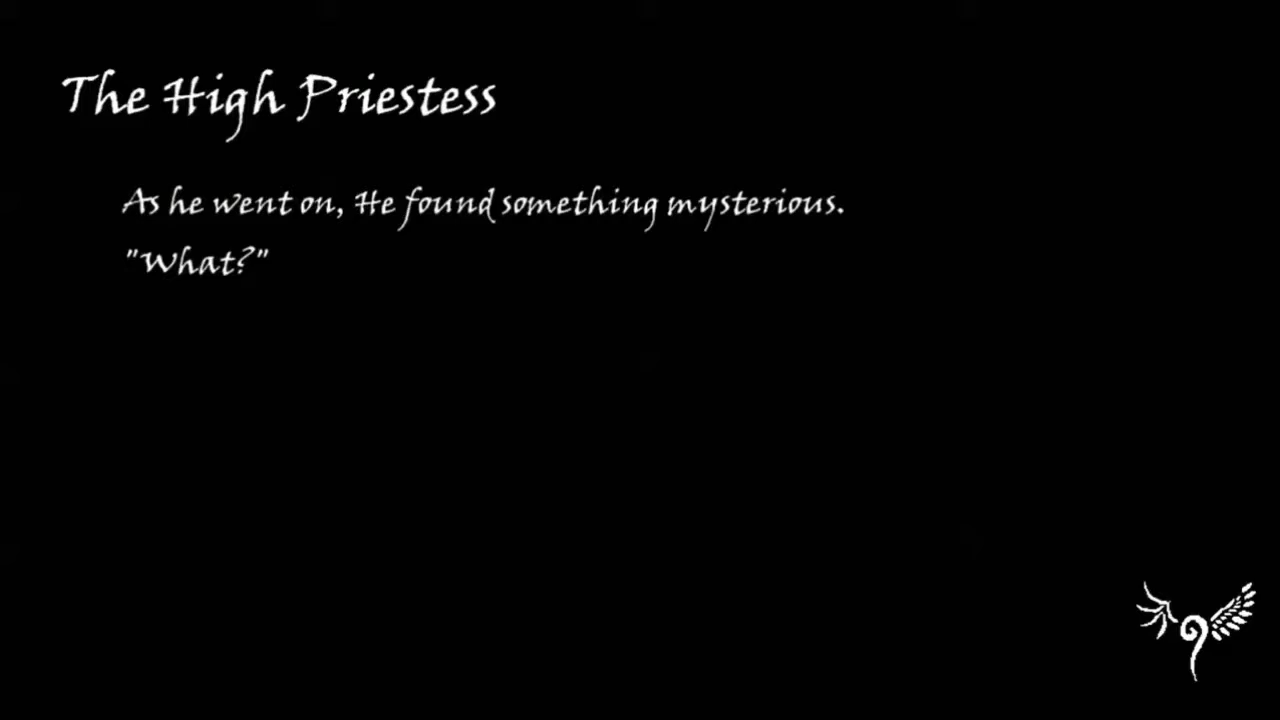 The High Priestess
As he went on, He found something mysterious.
"What?"